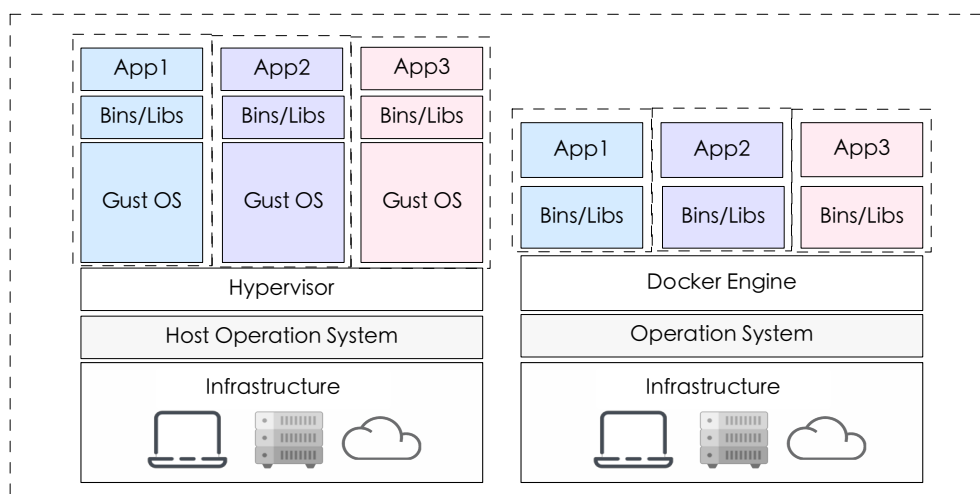 App1
App2
App3
Bins/Libs
Bins/Libs
Bins/Libs
Gust OS
Gust OS
Gust OS
Hypervisor
Host Operation System
Infrastructure
App1
App2
App3
Bins/Libs
Bins/Libs
Bins/Libs
Docker Engine
Operation System
Infrastructure